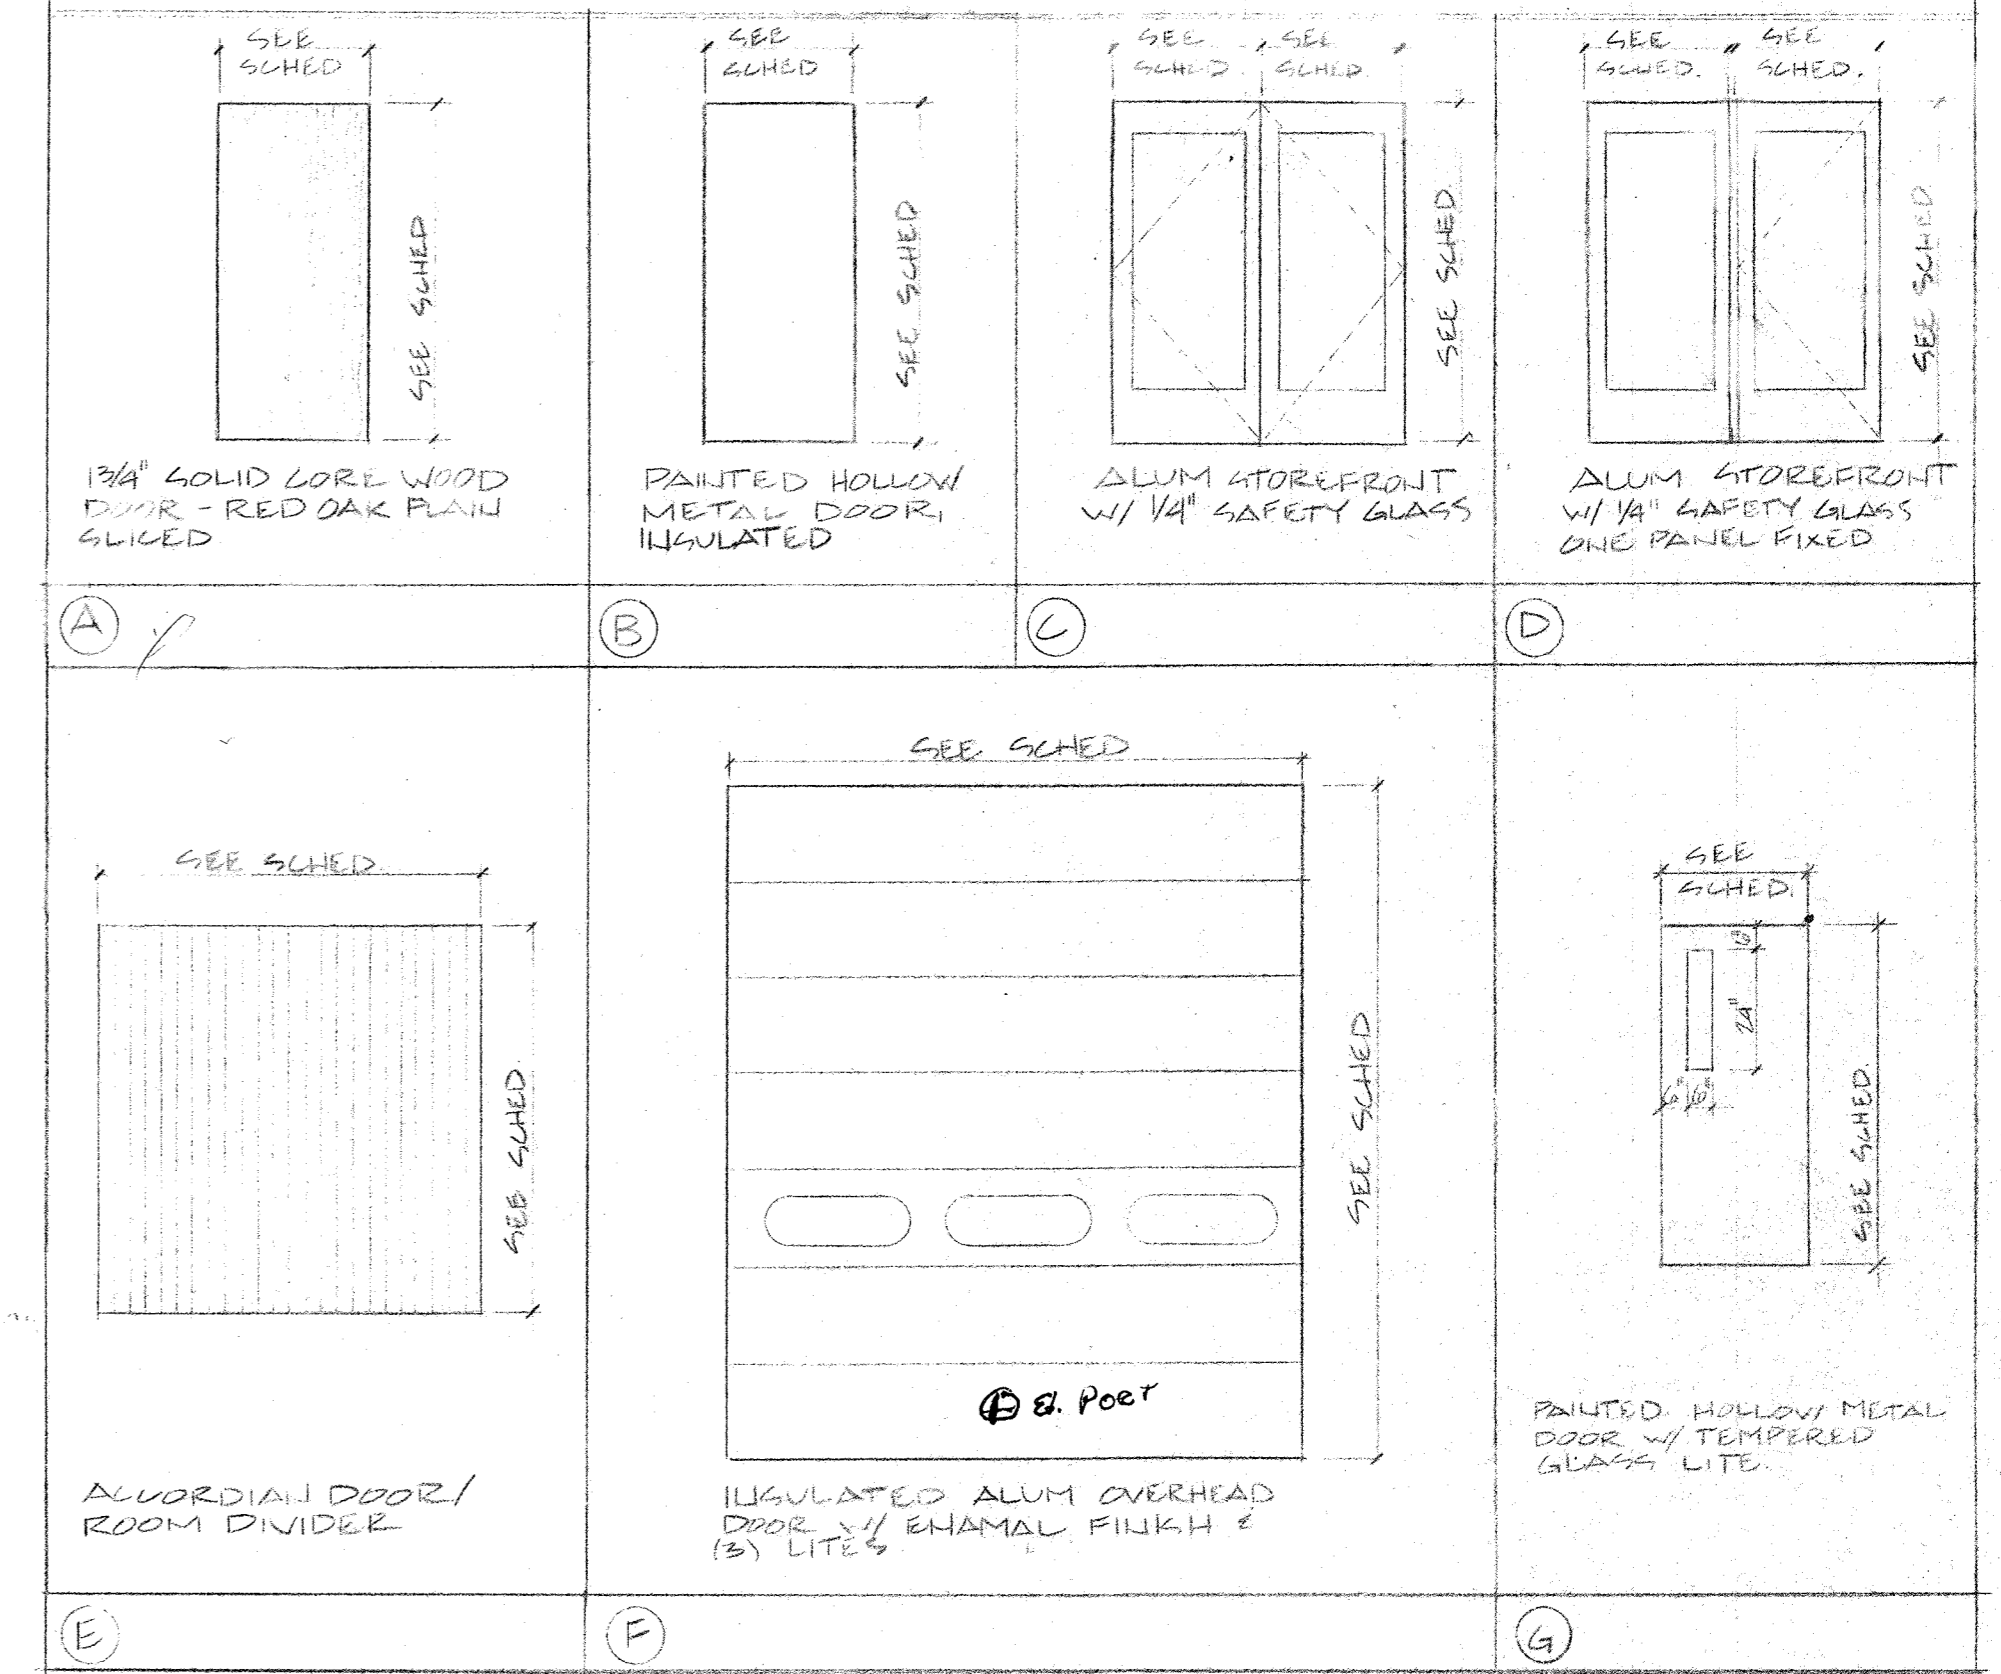 SEE
SCHED
SEE SCHED
1 3/4" SOLID CORE WOOD
DOOR - RED OAK PLAIN
SLICED
A
SEE
SCHED
SEE SCHED
PAINTED HOLLOW
METAL DOOR,
INSULATED
B
SEE SEE
SCHED. SCHED.
SEE SCHED
ALUM STOREFRONT
W/ 1/4" SAFETY GLASS
C
SEE SEE
SCHED. SCHED.
SEE SCHED
ALUM STOREFRONT
W/ 1/4" SAFETY GLASS
ONE PANEL FIXED
D
SEE SCHED
SEE SCHED
ACCORDIAN DOOR/
ROOM DIVIDER
E
SEE SCHED
SEE SCHED
E. PORT
INSULATED ALUM OVERHEAD
DOOR W/ ENAMAL FINISH &
(3) LITES
F
SEE
SCHED.
6"
24"
6" 6"
SEE SCHED.
PAINTED HOLLOW METAL
DOOR W/ TEMPERED
GLASS LITE
G